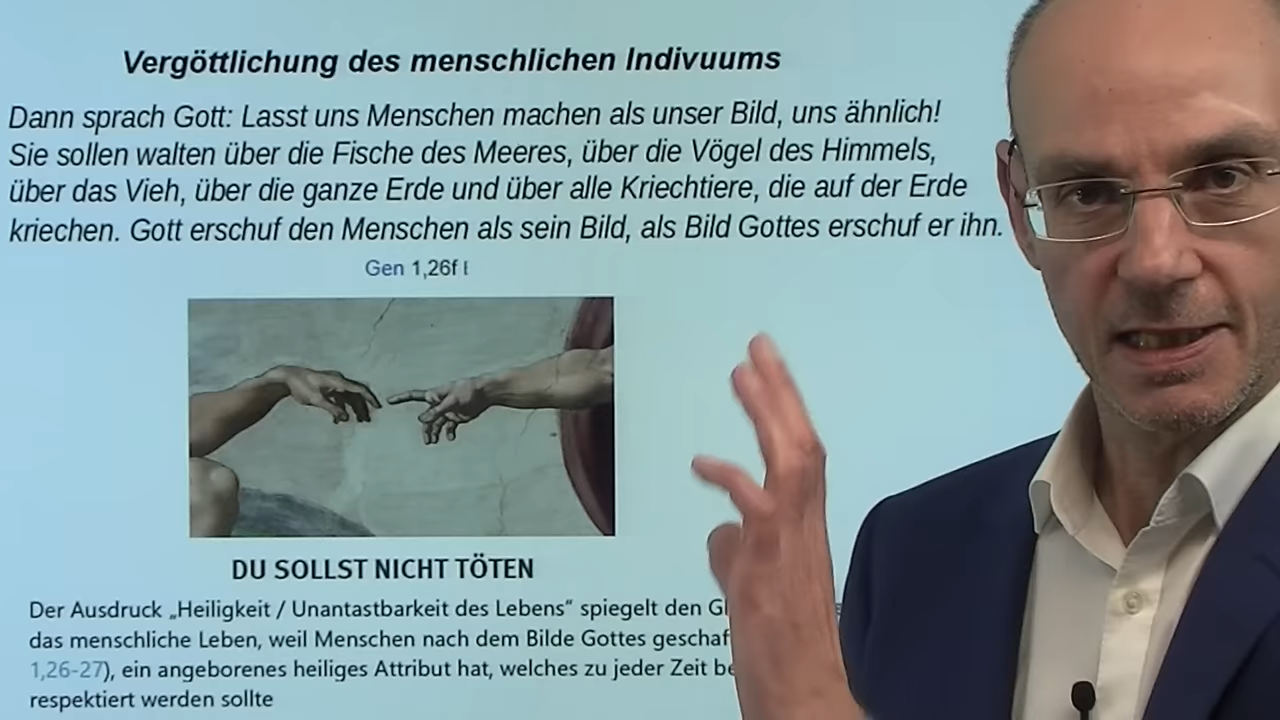 Vergöttlichung des menschlichen Indivuums
Dann sprach Gott: Lasst uns Menschen machen als unser Bild, uns ähnlich!
Sie sollen walten über die Fische des Meeres, über die Vögel des Himmels,
über das Vieh, über die ganze Erde und über alle Kriechtiere, die auf der Erde
kriechen. Gott erschuf den Menschen als sein Bild, als Bild Gottes erschuf er ihn.
Gen 1,26f
DU SOLLST NICHT TÖTEN
Der Ausdruck „Heiligkeit / Unantastbarkeit des Lebens“ spiegelt den
das menschliche Leben, weil Menschen nach dem Bilde Gottes
1,26-27), ein angeborenes heiliges Attribut hat, welches zu jeder Zeit
respektiert werden sollte